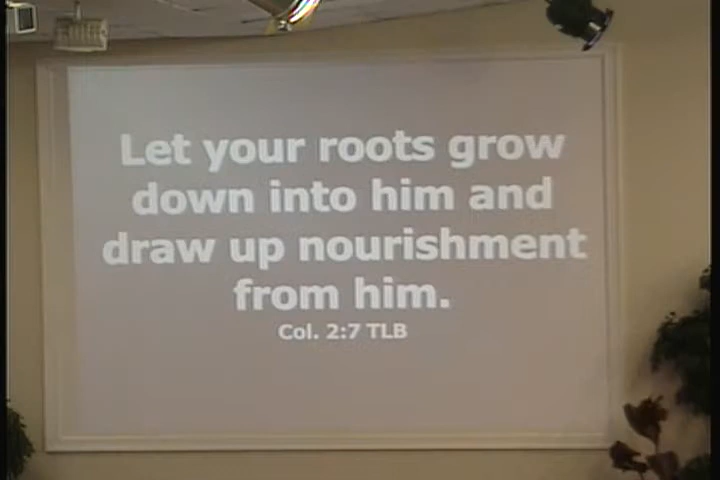 Let your roots grow
down into him and
draw up nourishment
from him.
Col. 2:7 TLB